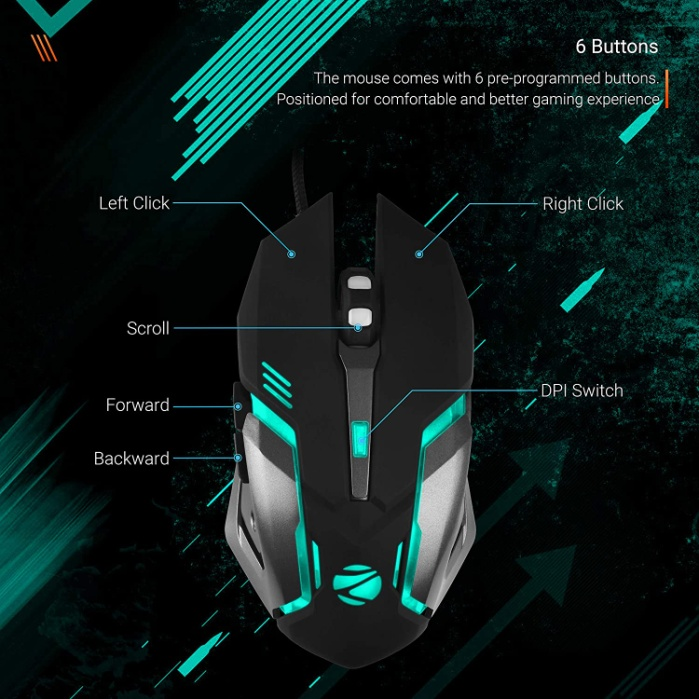 6 Buttons
The mouse comes with 6 pre-programmed buttons.
Positioned for comfortable and better gaming experience
Left Click
Right Click
Scroll
DPI Switch
Forward
Backward